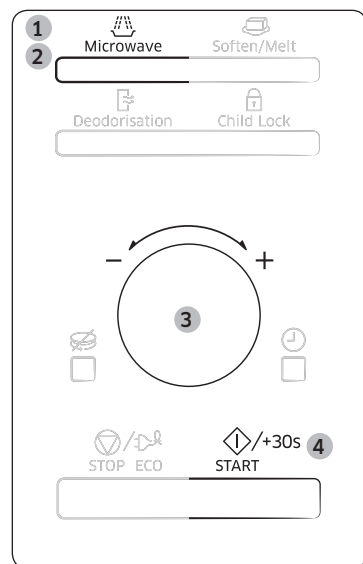 1
Microwave Soften/Melt
2
Deodorisation Child Lock
− +
3
/+30s 4
STOP ECO START